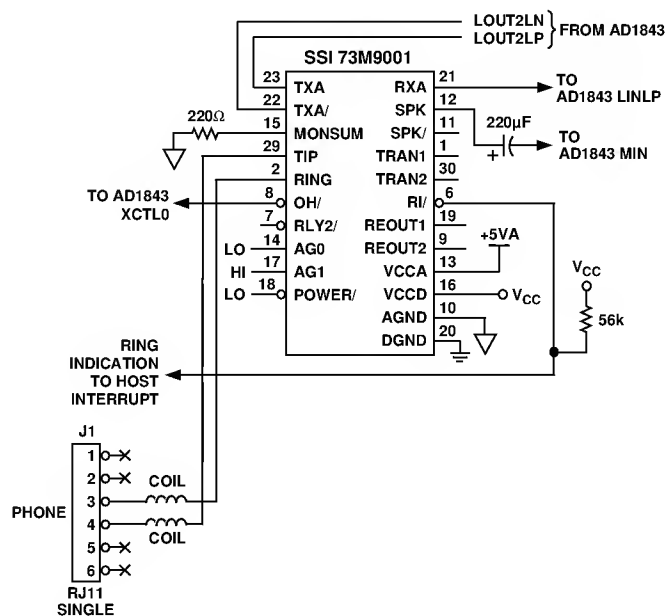 LOUT2LN
LOUT2LP
FROM AD1843
SSI 73M9001
23 TXA RXA 21
TO AD1843 LINLP
22 TXA/ SPK 12
220Ω
15 MONSUM SPK/ 11
220µF
+
TO AD1843 MIN
29 TIP TRAN1 1
2 RING TRAN2 30
TO AD1843 XCTL0
8 OH/ RI/ 6
7 RLY2/ REOUT1 19
LO 14 AG0 REOUT2 9
+5VA
HI 17 AG1 VCCA 13
LO 18 POWER/ VCCD 16
VCC
VCC
AGND 10
56k
DGND 20
RING
INDICATION
TO HOST
INTERRUPT
J1
1
2
COIL
3
PHONE
4
COIL
5
6
RJ11
SINGLE